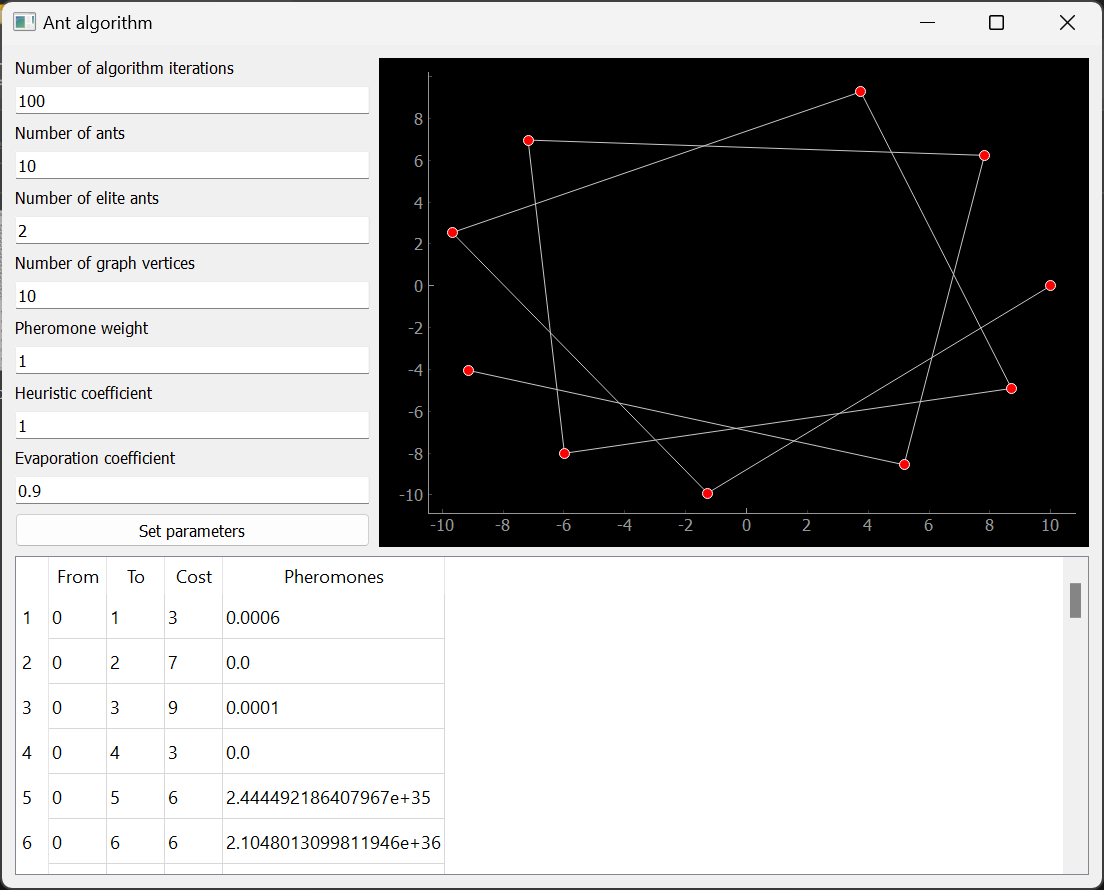 Ant algorithm
Number of algorithm iterations
100
Number of ants
10
Number of elite ants
2
Number of graph vertices
10
Pheromone weight
1
Heuristic coefficient
1
Evaporation coefficient
0.9
Set parameters
8
6
4
2
0
-2
-4
-6
-8
-10
-10 -8 -6 -4 -2 0 2 4 6 8 10
From To Cost Pheromones
1 0 1 3 0.0006
2 0 2 7 0.0
3 0 3 9 0.0001
4 0 4 3 0.0
5 0 5 6 2.444492186407967e+35
6 0 6 6 2.1048013099811946e+36